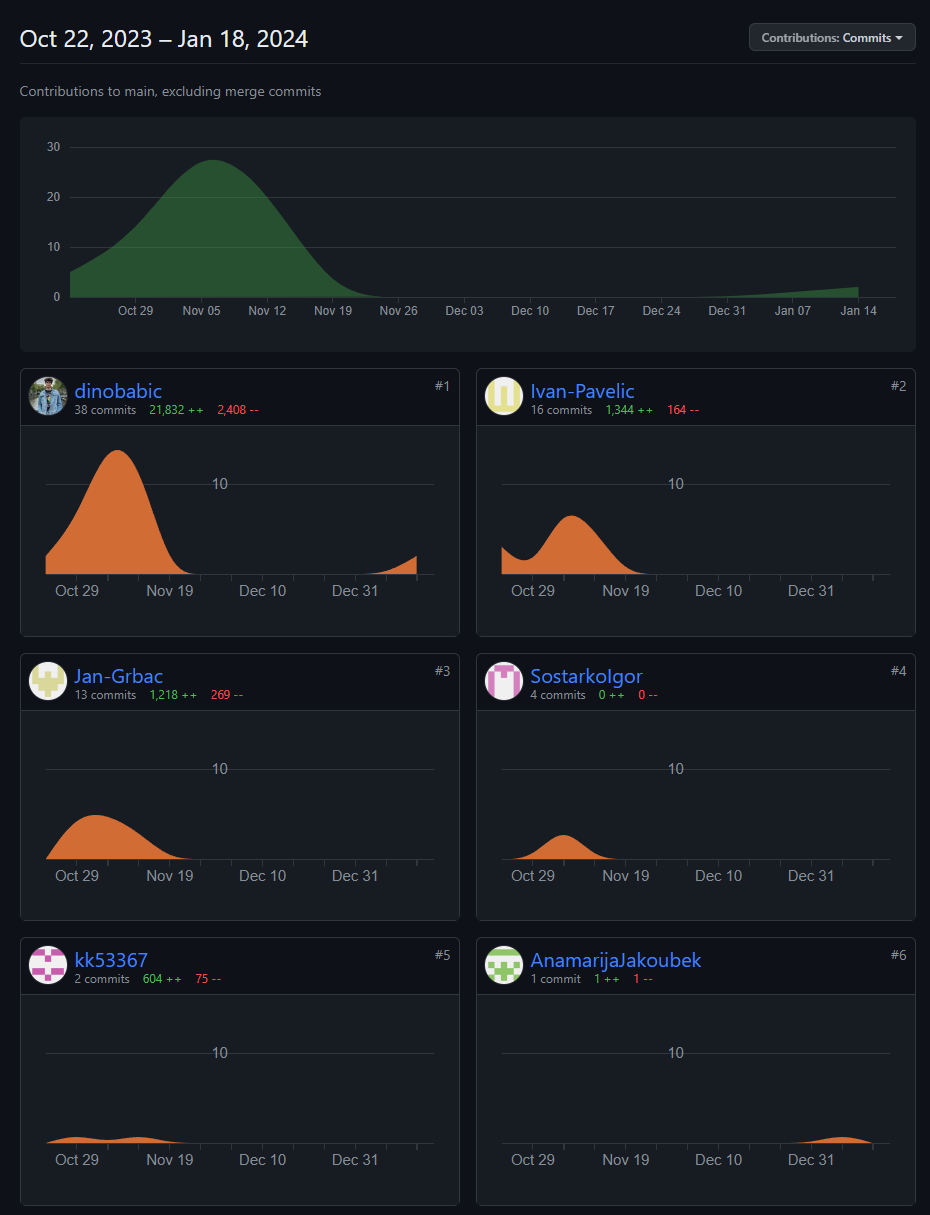 Oct 22, 2023 – Jan 18, 2024
Contributions: Commits
Contributions to main, excluding merge commits
30
20
10
0
Oct 29 Nov 05 Nov 12 Nov 19 Nov 26 Dec 03 Dec 10 Dec 17 Dec 24 Dec 31 Jan 07 Jan 14
dinobabic #1
38 commits 21,832 ++ 2,408 --
10
Oct 29 Nov 19 Dec 10 Dec 31
Ivan-Pavelic #2
16 commits 1,344 ++ 164 --
10
Oct 29 Nov 19 Dec 10 Dec 31
Jan-Grbac #3
13 commits 1,218 ++ 269 --
10
Oct 29 Nov 19 Dec 10 Dec 31
SostarkoIgor #4
4 commits 0 ++ 0 --
10
Oct 29 Nov 19 Dec 10 Dec 31
kk53367 #5
2 commits 604 ++ 75 --
10
Oct 29 Nov 19 Dec 10 Dec 31
AnamarijaJakoubek #6
1 commit 1 ++ 1 --
10
Oct 29 Nov 19 Dec 10 Dec 31